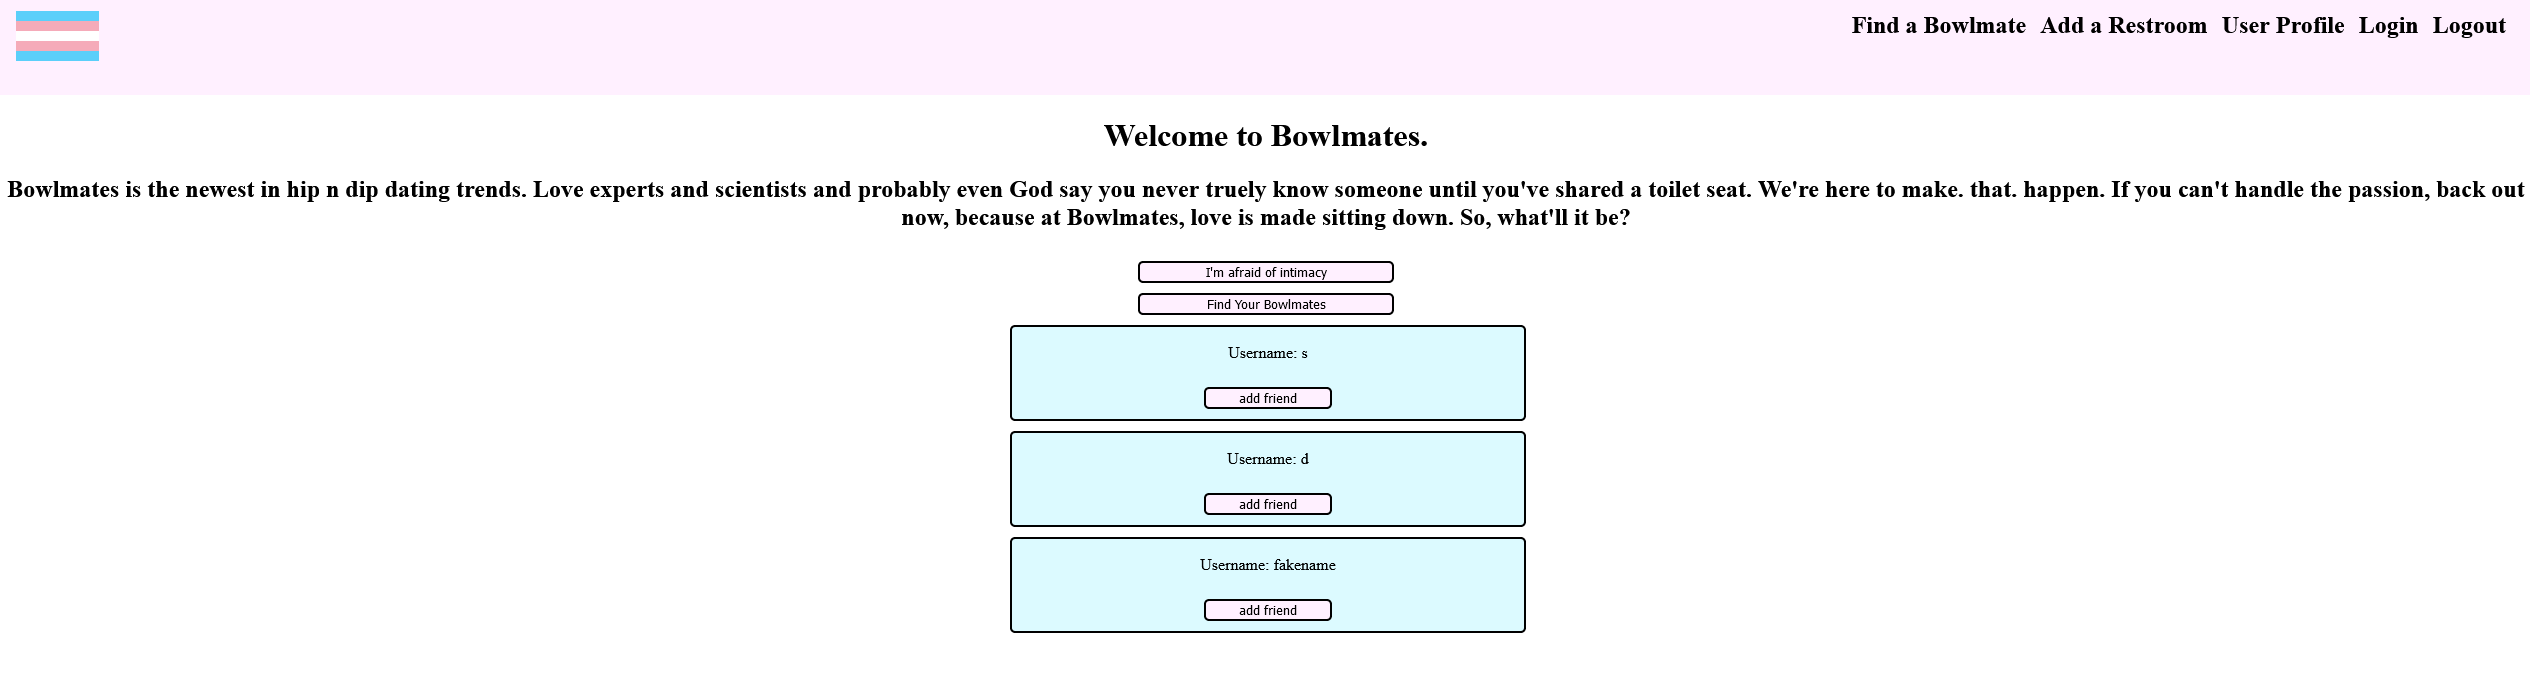 Find a Bowlmate Add a Restroom User Profile Login Logout
Welcome to Bowlmates.
Bowlmates is the newest in hip n dip dating trends. Love experts and scientists and probably even God say you never truely know someone until you've shared a toilet seat. We're here to make. that. happen. If you can't handle the passion, back out
now, because at Bowlmates, love is made sitting down. So, what'll it be?
I'm afraid of intimacy
Find Your Bowlmates
Username: s
add friend
Username: d
add friend
Username: fakename
add friend